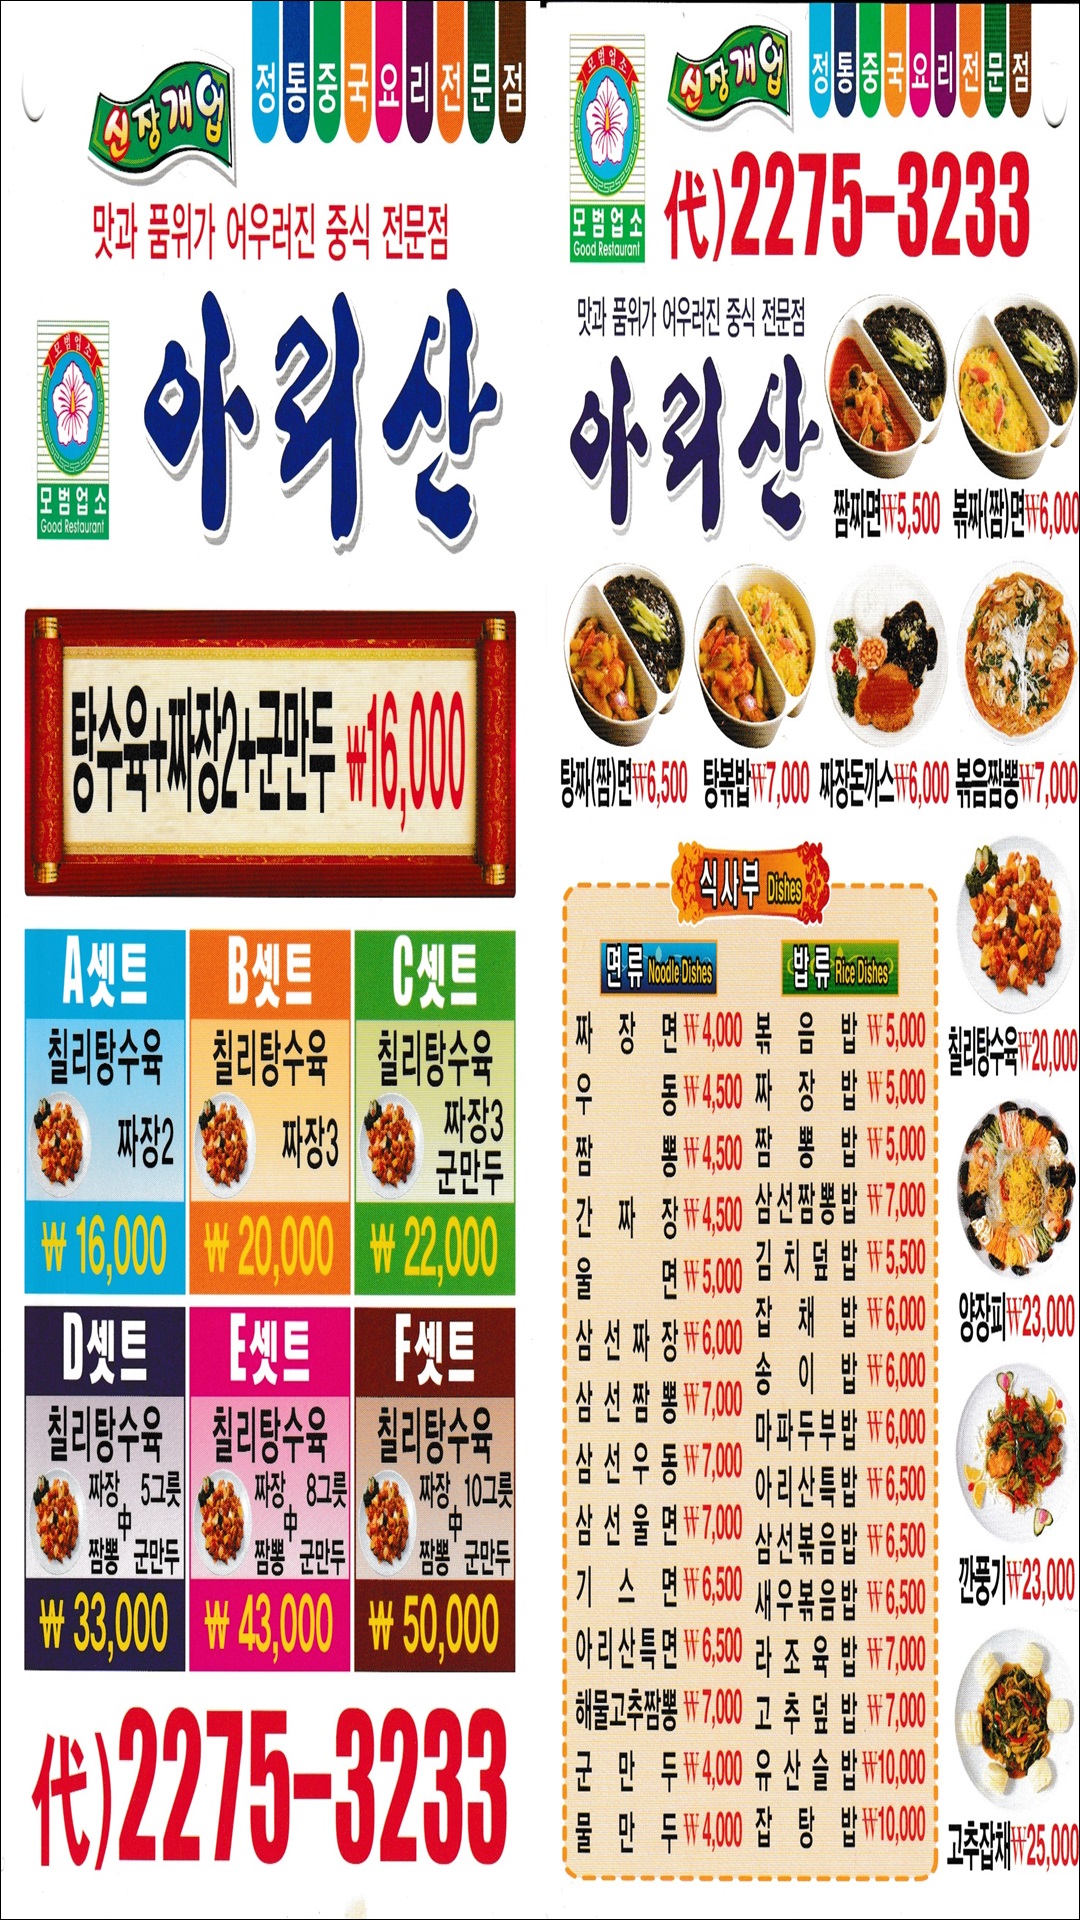 정통중국요리전문점
신장개업
맛과 품위가 어우러진 중식 전문점
모범업소
모범업소
Good Restaurant
아리산
탕수육+짜장2+군만두 ₩16,000
A셋트
칠리탕수육
짜장2
₩ 16,000
B셋트
칠리탕수육
짜장3
₩ 20,000
C셋트
칠리탕수육
짜장3
군만두
₩ 22,000
D셋트
칠리탕수육
짜장 5그릇
中
짬뽕 군만두
₩ 33,000
E셋트
칠리탕수육
짜장 8그릇
中
짬뽕 군만두
₩ 43,000
F셋트
칠리탕수육
짜장 10그릇
中
짬뽕 군만두
₩ 50,000
代)2275-3233
모범업소
모범업소
Good Restaurant
신장개업
정통중국요리전문점
代)2275-3233
맛과 품위가 어우러진 중식 전문점
아리산
짬짜면₩5,500
볶짜(짬)면₩6,000
탕짜(짬)면₩6,500
탕볶밥₩7,000
짜장돈까스₩6,000
볶음짬뽕₩7,000
식사부 Dishes
면류 Noodle Dishes
짜장면 ₩4,000
우동 ₩4,500
짬뽕 ₩4,500
간짜장 ₩4,500
울면 ₩5,000
삼선짜장 ₩6,000
삼선짬뽕 ₩7,000
삼선우동 ₩7,000
삼선울면 ₩7,000
기스면 ₩6,500
아리산특면 ₩6,500
해물고추짬뽕 ₩7,000
군만두 ₩4,000
물만두 ₩4,000
밥류 Rice Dishes
볶음밥 ₩5,000
짜장밥 ₩5,000
짬뽕밥 ₩5,000
삼선짬뽕밥 ₩7,000
김치덮밥 ₩5,500
잡채밥 ₩6,000
송이밥 ₩6,000
마파두부밥 ₩6,000
아리산특밥 ₩6,500
삼선볶음밥 ₩6,500
새우볶음밥 ₩6,500
라조육밥 ₩7,000
고추덮밥 ₩7,000
유산슬밥 ₩10,000
잡탕밥 ₩10,000
칠리탕수육₩20,000
양장피₩23,000
깐풍기₩23,000
고추잡채₩25,000